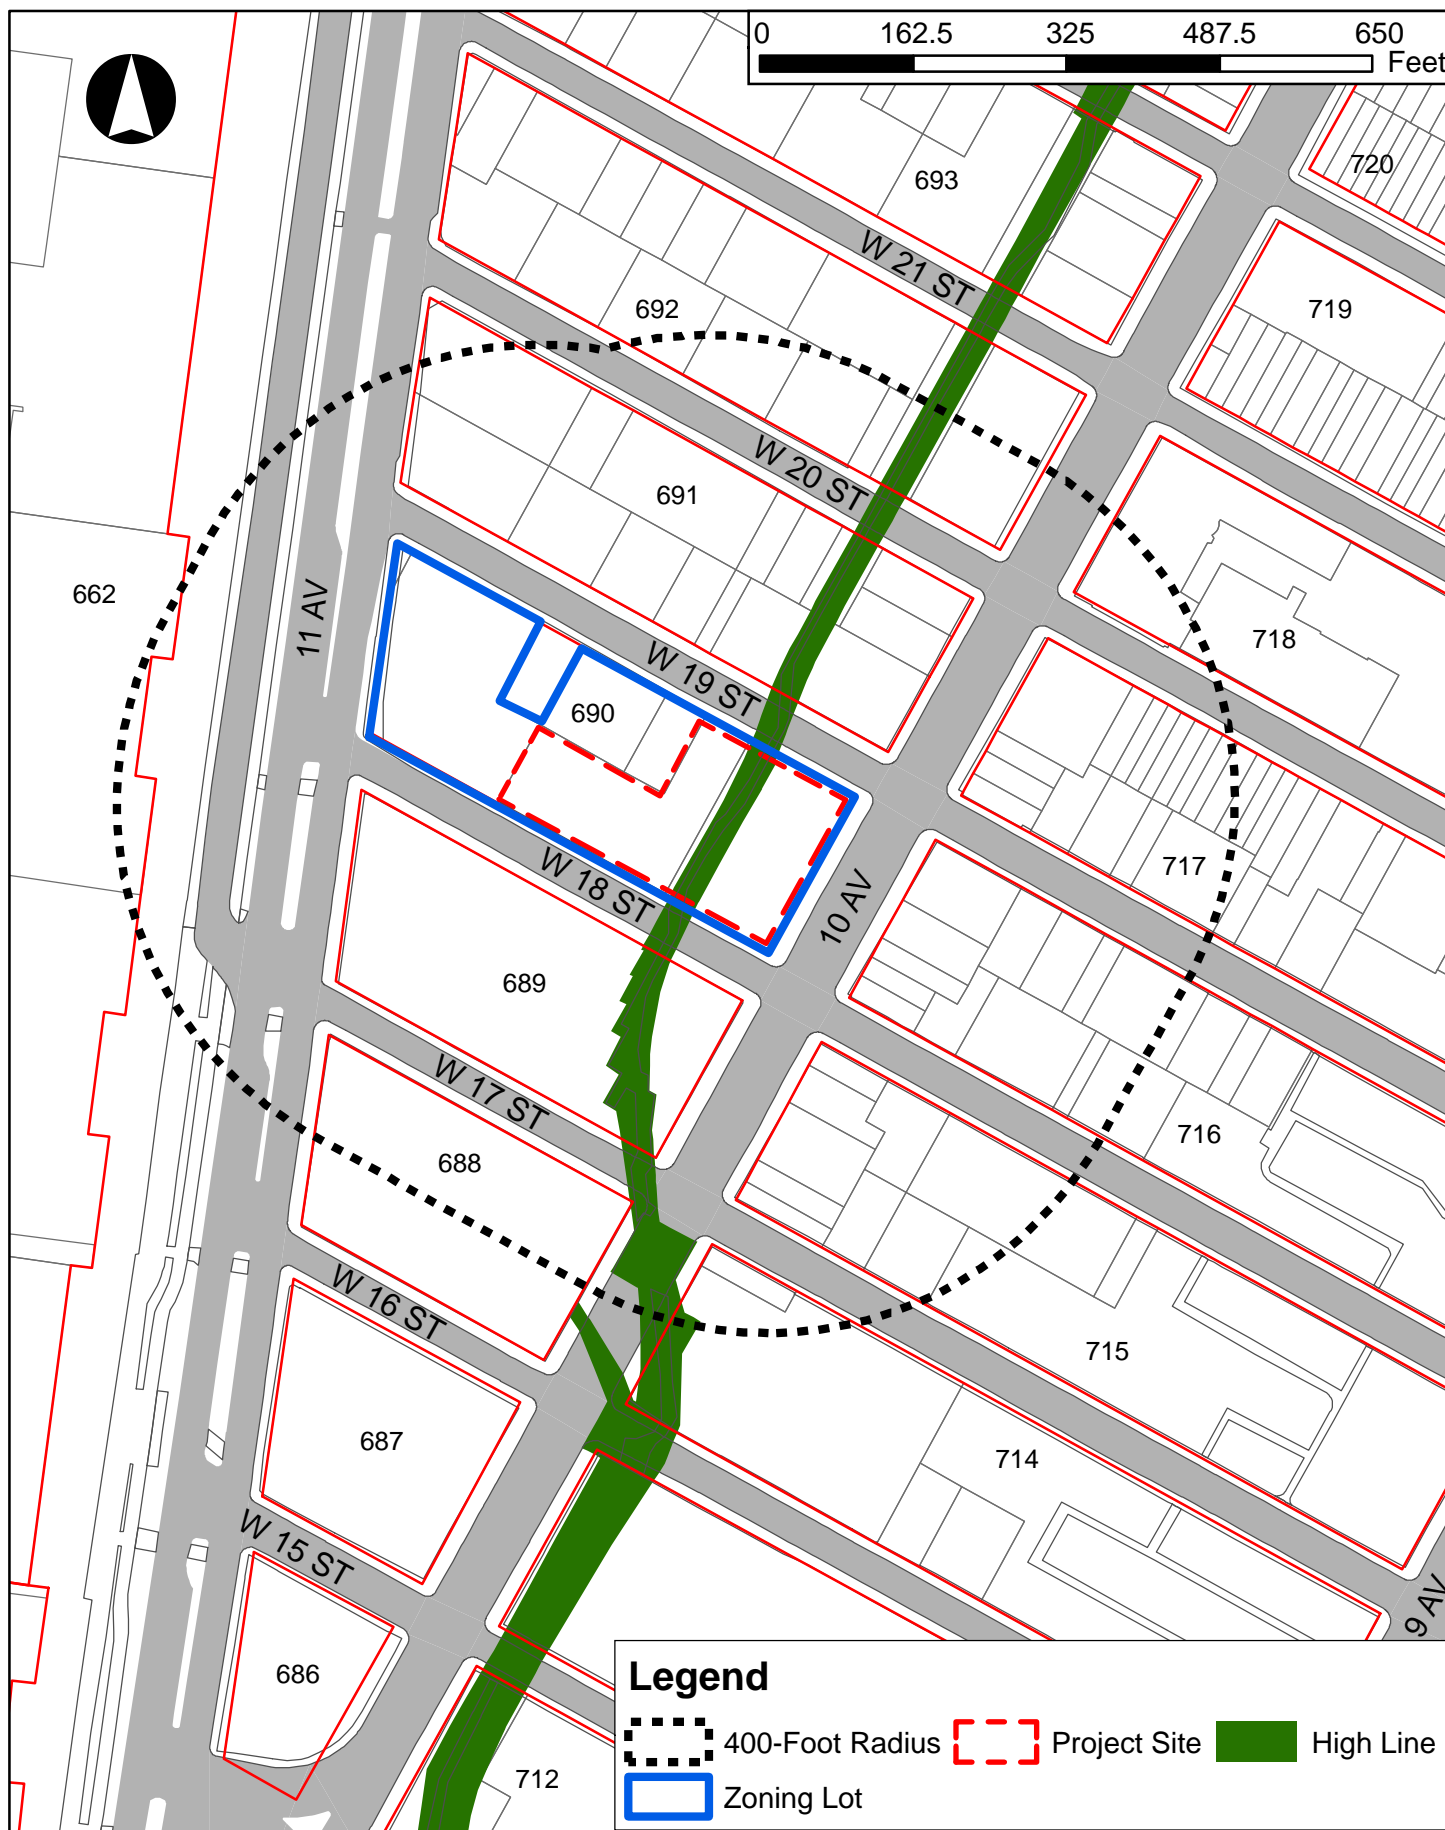 0 162.5 325 487.5 650
Feet
720
693
W 21 ST
692
719
W 20 ST
691
662
11 AV
718
W 19 ST
690
717
W 18 ST
10 AV
689
W 17 ST
716
688
W 16 ST
715
687
714
W 15 ST
9 AV
686
712
Legend
400-Foot Radius Project Site High Line
Zoning Lot